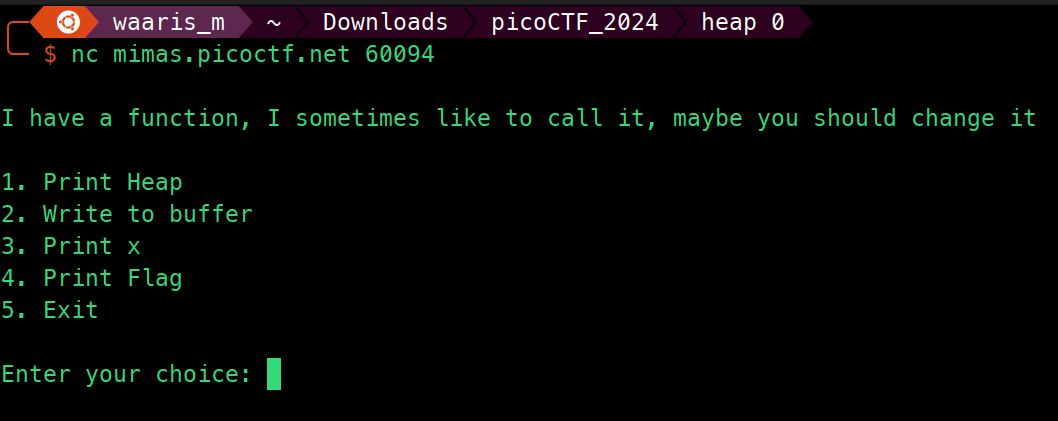 waaris_m ~ Downloads picoCTF_2024 heap 0
$ nc mimas.picoctf.net 60094
I have a function, I sometimes like to call it, maybe you should change it
1. Print Heap
2. Write to buffer
3. Print x
4. Print Flag
5. Exit
Enter your choice: